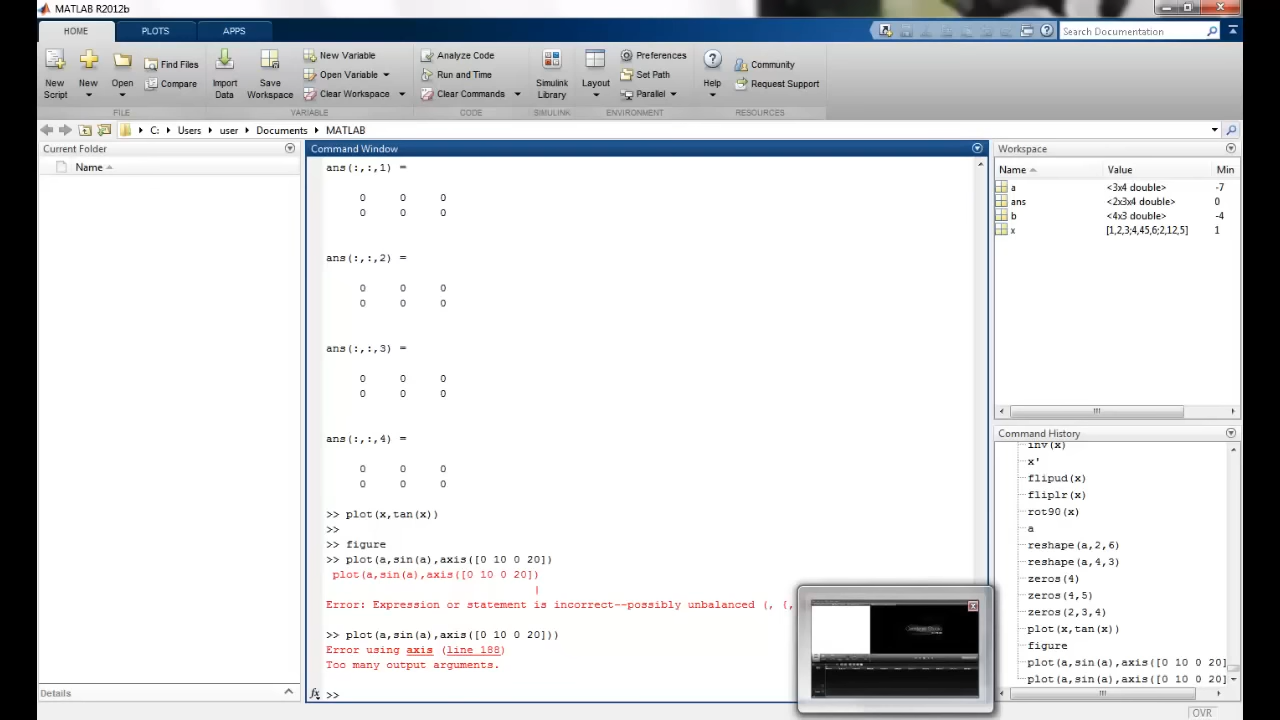 MATLAB R2012b
HOME PLOTS APPS Search Documentation
New Script New Open Find Files Compare Import Data Save Workspace New Variable Open Variable Clear Workspace Analyze Code Run and Time Clear Commands Simulink Library Layout Preferences Set Path Parallel Help Community Request Support
FILE VARIABLE CODE SIMULINK ENVIRONMENT RESOURCES
C: Users user Documents MATLAB
Current Folder
Name
Details
Command Window
ans(:,:,1) =
0 0 0
0 0 0
ans(:,:,2) =
0 0 0
0 0 0
ans(:,:,3) =
0 0 0
0 0 0
ans(:,:,4) =
0 0 0
0 0 0
>> plot(x,tan(x))
>>
>> figure
>> plot(a,sin(a),axis([0 10 0 20])
plot(a,sin(a),axis([0 10 0 20])
|
Error: Expression or statement is incorrect--possibly unbalanced (, {,
>> plot(a,sin(a),axis([0 10 0 20]))
Error using axis (line 188)
Too many output arguments.
fx >>
Workspace
Name Value Min
a <3x4 double> -7
ans <2x3x4 double> 0
b <4x3 double> -4
x [1,2,3;4,45,6;2,12,5] 1
Command History
inv(x)
x'
flipud(x)
fliplr(x)
rot90(x)
a
reshape(a,2,6)
reshape(a,4,3)
zeros(4)
zeros(4,5)
zeros(2,3,4)
plot(x,tan(x))
figure
plot(a,sin(a),axis([0 10 0 20]
plot(a,sin(a),axis([0 10 0 20]
OVR